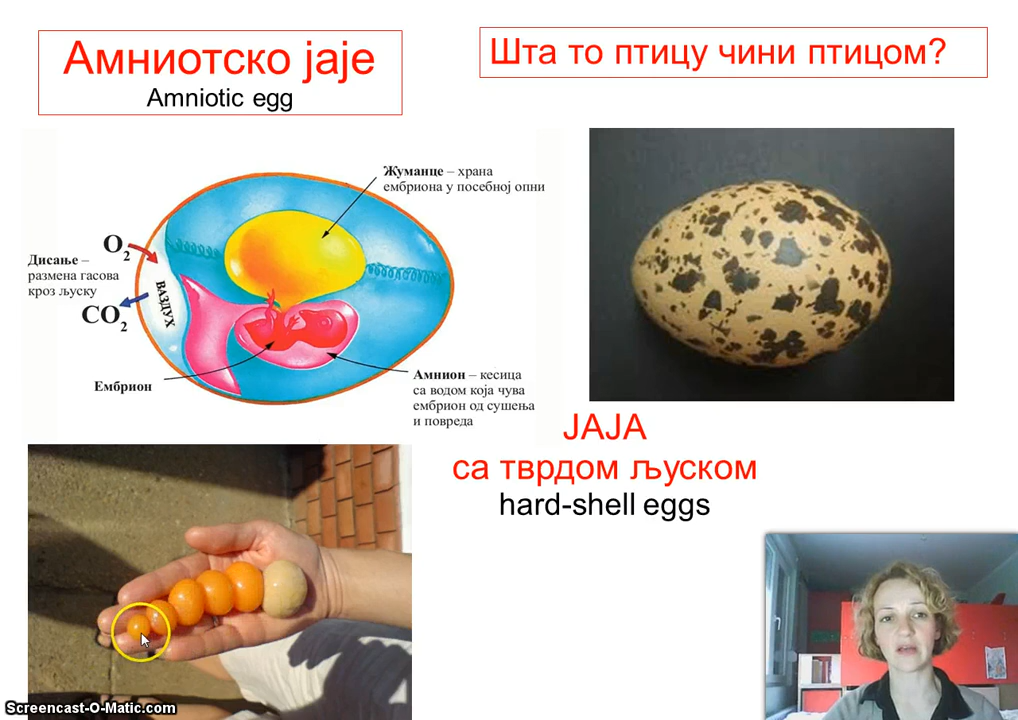 Амниотско јаје
Amniotic egg
Шта то птицу чини птицом?
Жуманце – храна
ембриона у посебној опни
O2
Дисање –
размена гасова
кроз љуску
CO2
ВАЗДУХ
Ембрион
Амнион – кесица
са водом која чува
ембрион од сушења
и повреда
ЈАЈА
са тврдом љуском
hard-shell eggs
Screencast-O-Matic.com